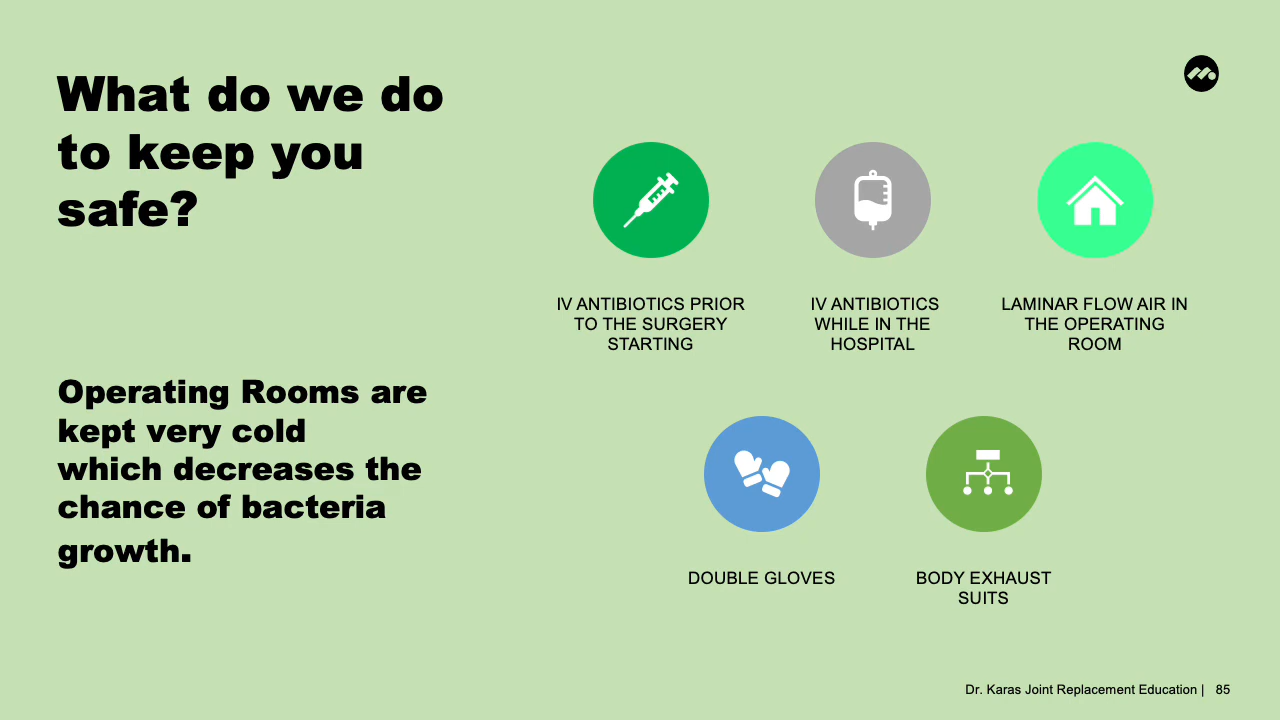 What do we do
to keep you
safe?
Operating Rooms are
kept very cold
which decreases the
chance of bacteria
growth.
IV ANTIBIOTICS PRIOR
TO THE SURGERY
STARTING
IV ANTIBIOTICS
WHILE IN THE
HOSPITAL
LAMINAR FLOW AIR IN
THE OPERATING
ROOM
DOUBLE GLOVES
BODY EXHAUST
SUITS
Dr. Karas Joint Replacement Education | 85